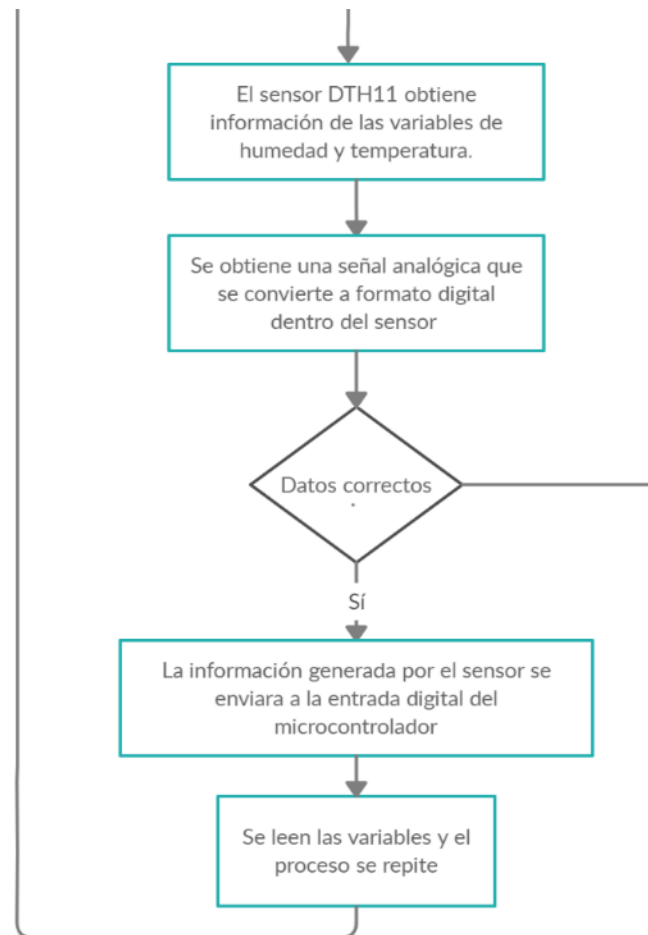 El sensor DTH11 obtiene
información de las variables de
humedad y temperatura.
Se obtiene una señal analógica que
se convierte a formato digital
dentro del sensor
Datos correctos
.
Sí
La información generada por el sensor se
enviara a la entrada digital del
microcontrolador
Se leen las variables y el
proceso se repite